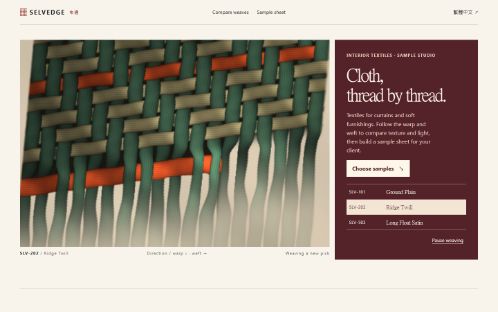 SELVEDGE 布邊
Compare weaves
Sample sheet
繁體中文 ↗
INTERIOR TEXTILES · SAMPLE STUDIO
Cloth,
thread by thread.
Textiles for curtains and soft
furnishings. Follow the warp and
weft to compare texture and light,
then build a sample sheet for your
client.
Choose samples ↘
SLV-101 Ground Plain
SLV-202 Ridge Twill
SLV-503 Long Float Satin
Pause weaving
SLV-202 / Ridge Twill
Direction / warp ↕ · weft ↔
Weaving a new pick